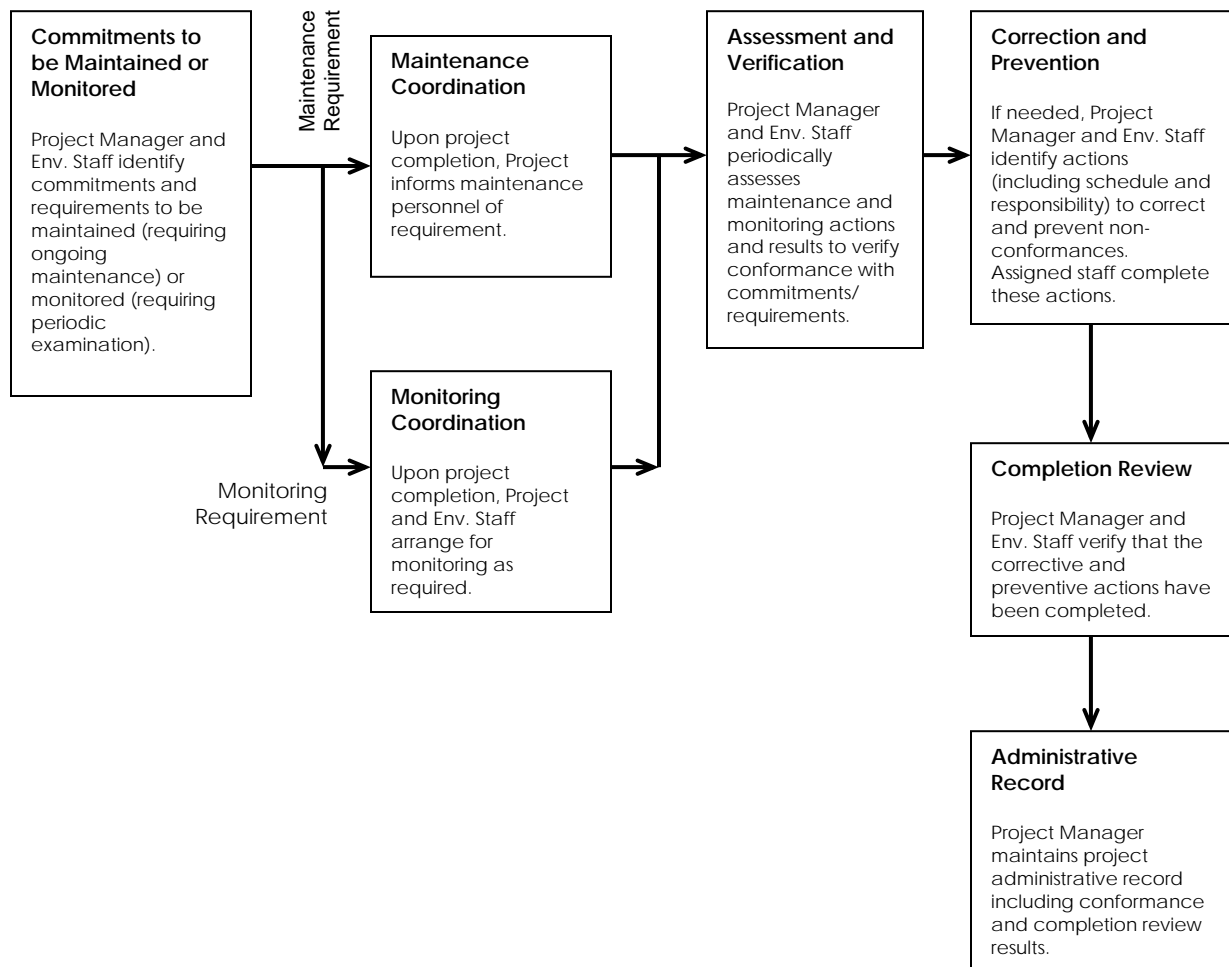 Commitments to
be Maintained or
Monitored
Project Manager and
Env. Staff identify
commitments and
requirements to be
maintained (requiring
ongoing
maintenance) or
monitored (requiring
periodic
examination).
Maintenance
Requirement
Maintenance
Coordination
Upon project
completion, Project
informs maintenance
personnel of
requirement.
Monitoring
Requirement
Monitoring
Coordination
Upon project
completion, Project
and Env. Staff
arrange for
monitoring as
required.
Assessment and
Verification
Project Manager
and Env. Staff
periodically
assesses
maintenance and
monitoring actions
and results to verify
conformance with
commitments/
requirements.
Correction and
Prevention
If needed, Project
Manager and Env. Staff
identify actions
(including schedule and
responsibility) to correct
and prevent non-
conformances.
Assigned staff complete
these actions.
Completion Review
Project Manager and
Env. Staff verify that the
corrective and
preventive actions have
been completed.
Administrative
Record
Project Manager
maintains project
administrative record
including conformance
and completion review
results.